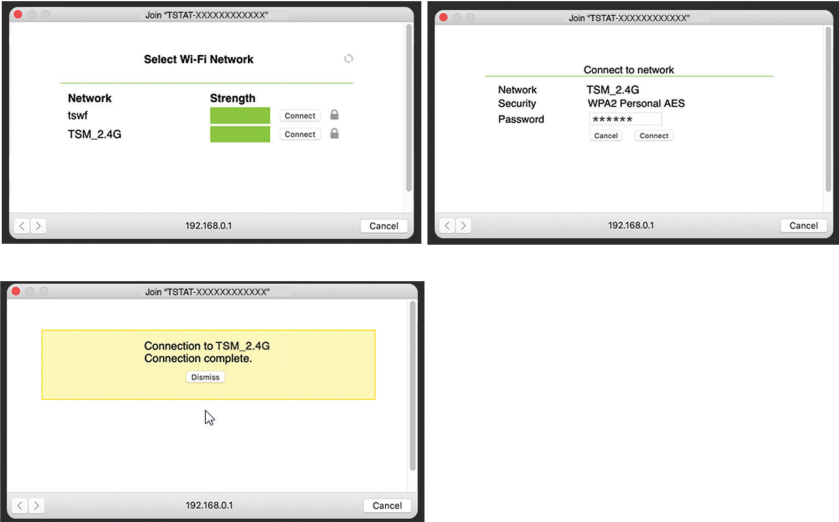 Join "TSTAT-XXXXXXXXXXXX"
Select Wi-Fi Network
Network Strength
tswf Connect
TSM_2.4G Connect
192.168.0.1
Cancel
Join "TSTAT-XXXXXXXXXXXX"
Connect to network
Network TSM_2.4G
Security WPA2 Personal AES
Password ******
Cancel Connect
192.168.0.1
Cancel
Join "TSTAT-XXXXXXXXXXXX"
Connection to TSM_2.4G
Connection complete.
Dismiss
192.168.0.1
Cancel